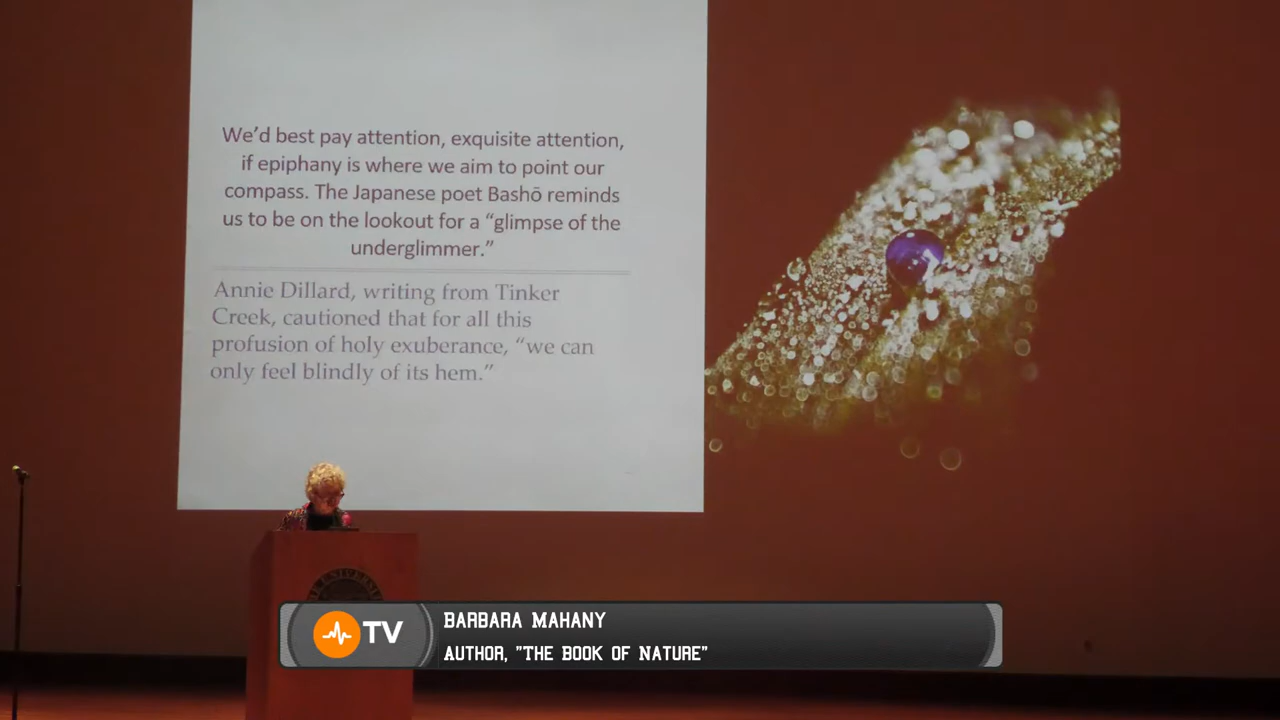 We'd best pay attention, exquisite attention,
if epiphany is where we aim to point our
compass. The Japanese poet Bashō reminds
us to be on the lookout for a “glimpse of the
underglimmer.”
Annie Dillard, writing from Tinker
Creek, cautioned that for all this
profusion of holy exuberance, “we can
only feel blindly of its hem.”
TV
BARBARA MAHANY
AUTHOR, "THE BOOK OF NATURE"